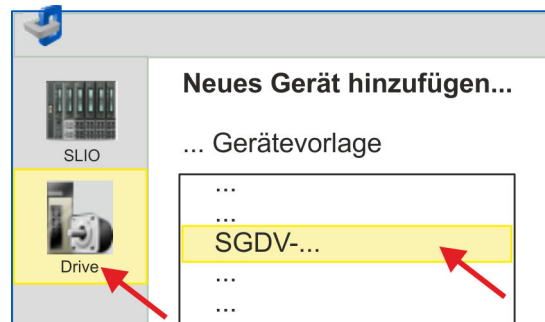 Neues Gerät hinzufügen...
SLIO
... Gerätevorlage
...
...
SGDV-...
Drive
...
...